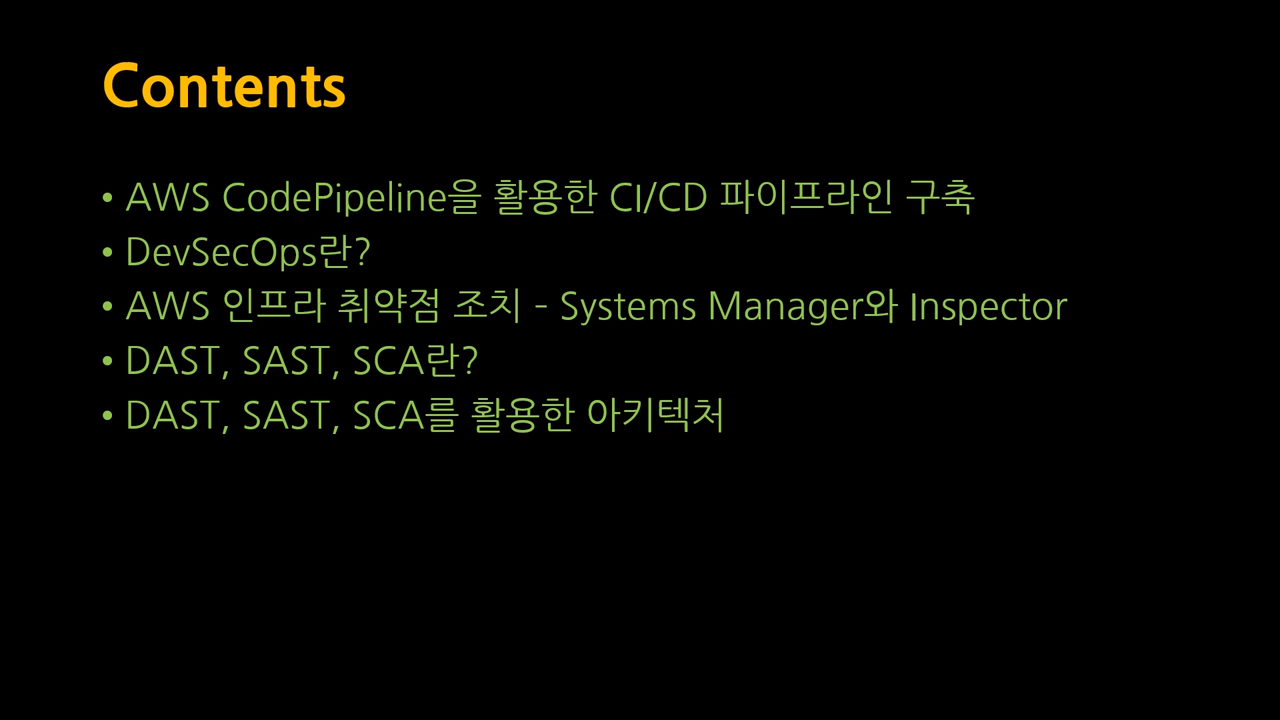 Contents
• AWS CodePipeline을 활용한 CI/CD 파이프라인 구축
• DevSecOps란?
• AWS 인프라 취약점 조치 – Systems Manager와 Inspector
• DAST, SAST, SCA란?
• DAST, SAST, SCA를 활용한 아키텍처